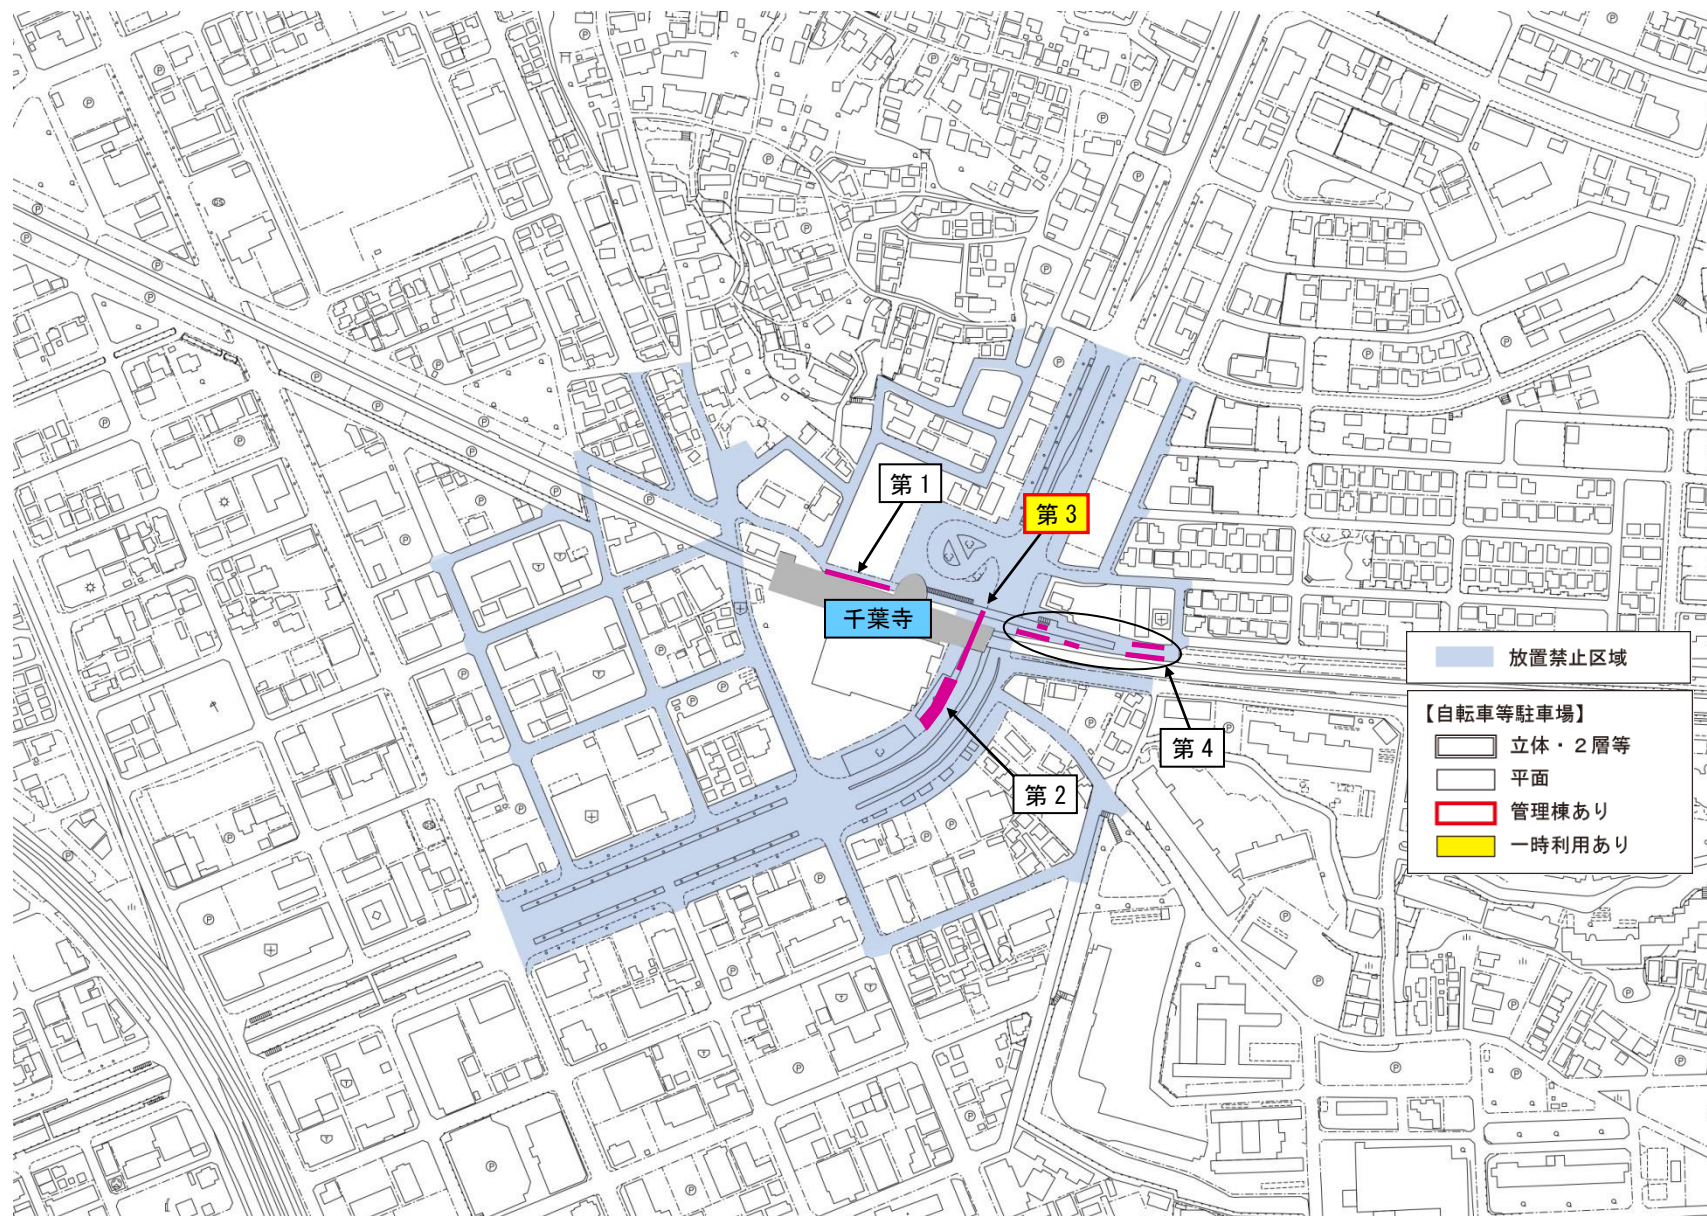 第１
第３
千葉寺
第４
第２
放置禁止区域
【自転車等駐車場】
立体・２層等
平面
管理棟あり
一時利用あり